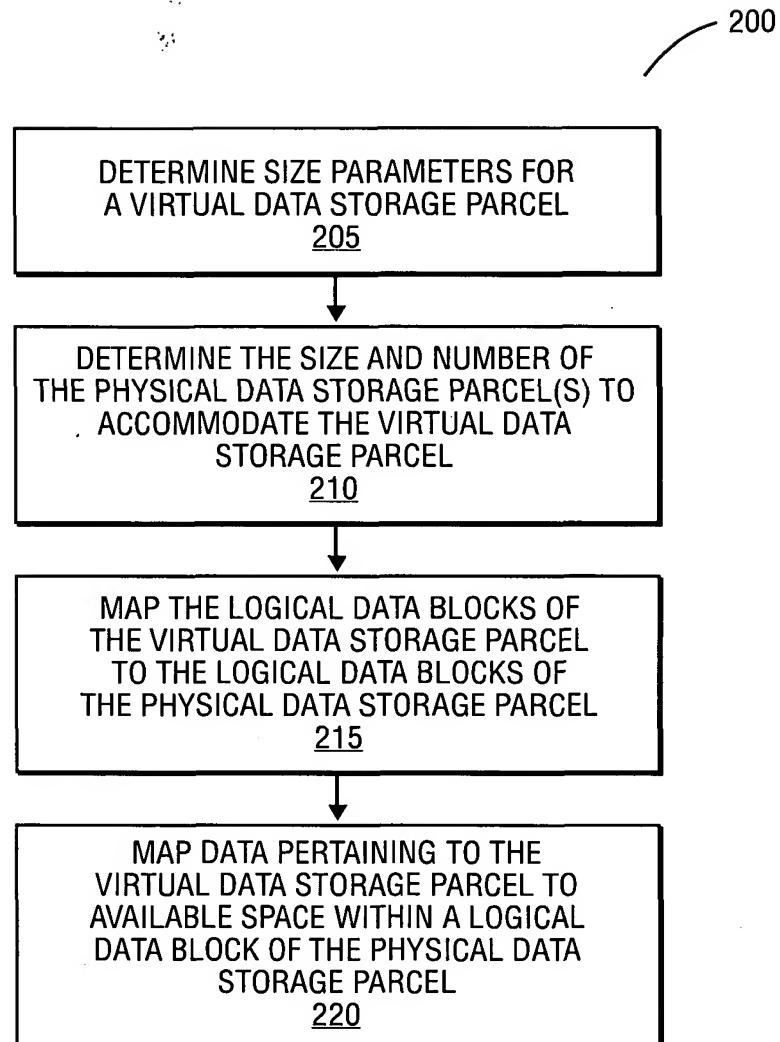 200
DETERMINE SIZE PARAMETERS FOR
A VIRTUAL DATA STORAGE PARCEL
205
DETERMINE THE SIZE AND NUMBER OF
THE PHYSICAL DATA STORAGE PARCEL(S) TO
ACCOMMODATE THE VIRTUAL DATA
STORAGE PARCEL
210
MAP THE LOGICAL DATA BLOCKS OF
THE VIRTUAL DATA STORAGE PARCEL
TO THE LOGICAL DATA BLOCKS OF
THE PHYSICAL DATA STORAGE PARCEL
215
MAP DATA PERTAINING TO THE
VIRTUAL DATA STORAGE PARCEL TO
AVAILABLE SPACE WITHIN A LOGICAL
DATA BLOCK OF THE PHYSICAL DATA
STORAGE PARCEL
220